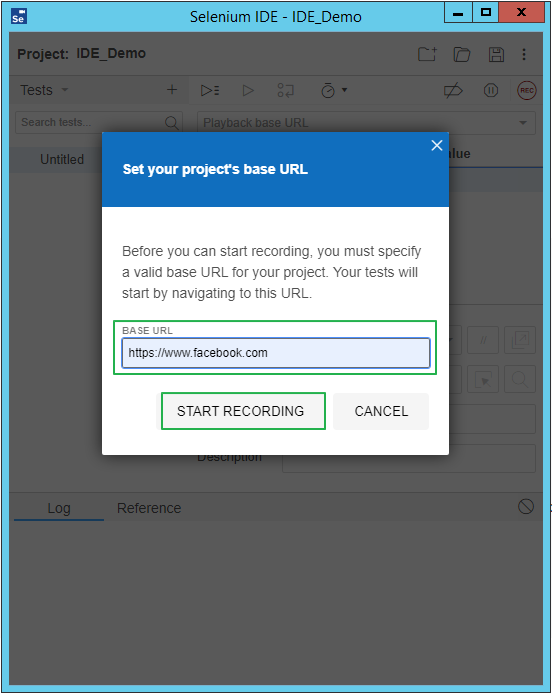 Se
Selenium IDE - IDE_Demo
Project: IDE_Demo
Tests
REC
Search tests...
Playback base URL
alue
Untitled
Set your project's base URL
Before you can start recording, you must specify
a valid base URL for your project. Your tests will
start by navigating to this URL.
BASE URL
https://www.facebook.com
//
START RECORDING
CANCEL
Description
Log
Reference